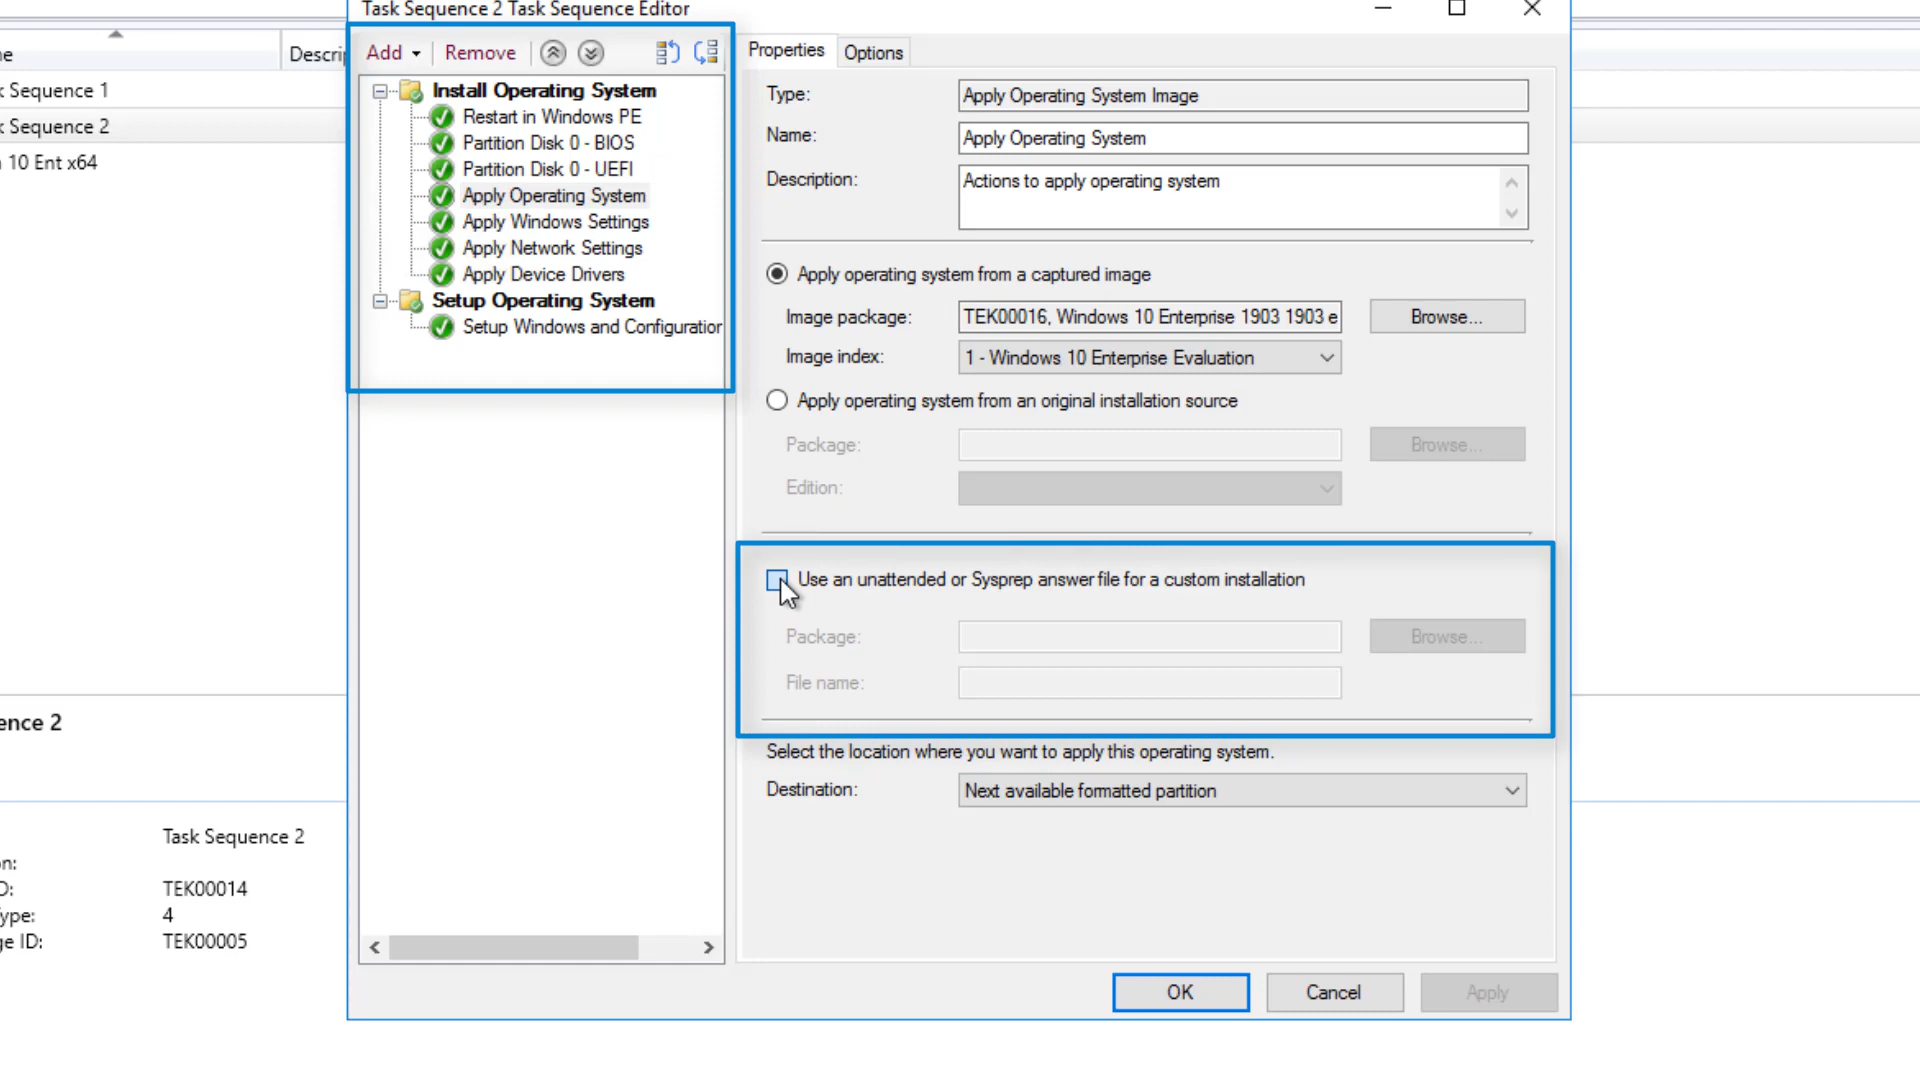 Task Sequence 2 Task Sequence Editor
Add
Remove
Install Operating System
Restart in Windows PE
Partition Disk 0 - BIOS
Partition Disk 0 - UEFI
Apply Operating System
Apply Windows Settings
Apply Network Settings
Apply Device Drivers
Setup Operating System
Setup Windows and Configuration
Properties
Options
Type:
Apply Operating System Image
Name:
Apply Operating System
Description:
Actions to apply operating system
Apply operating system from a captured image
Image package:
TEK00016, Windows 10 Enterprise 1903 1903 e
Browse...
Image index:
1 - Windows 10 Enterprise Evaluation
Apply operating system from an original installation source
Package:
Browse...
Edition:
Use an unattended or Sysprep answer file for a custom installation
Package:
Browse...
File name:
Select the location where you want to apply this operating system.
Destination:
Next available formatted partition
OK
Cancel
Apply
e
Descri
k Sequence 1
k Sequence 2
10 Ent x64
ence 2
Task Sequence 2
on:
D:
TEK00014
ype:
4
ge ID:
TEK00005